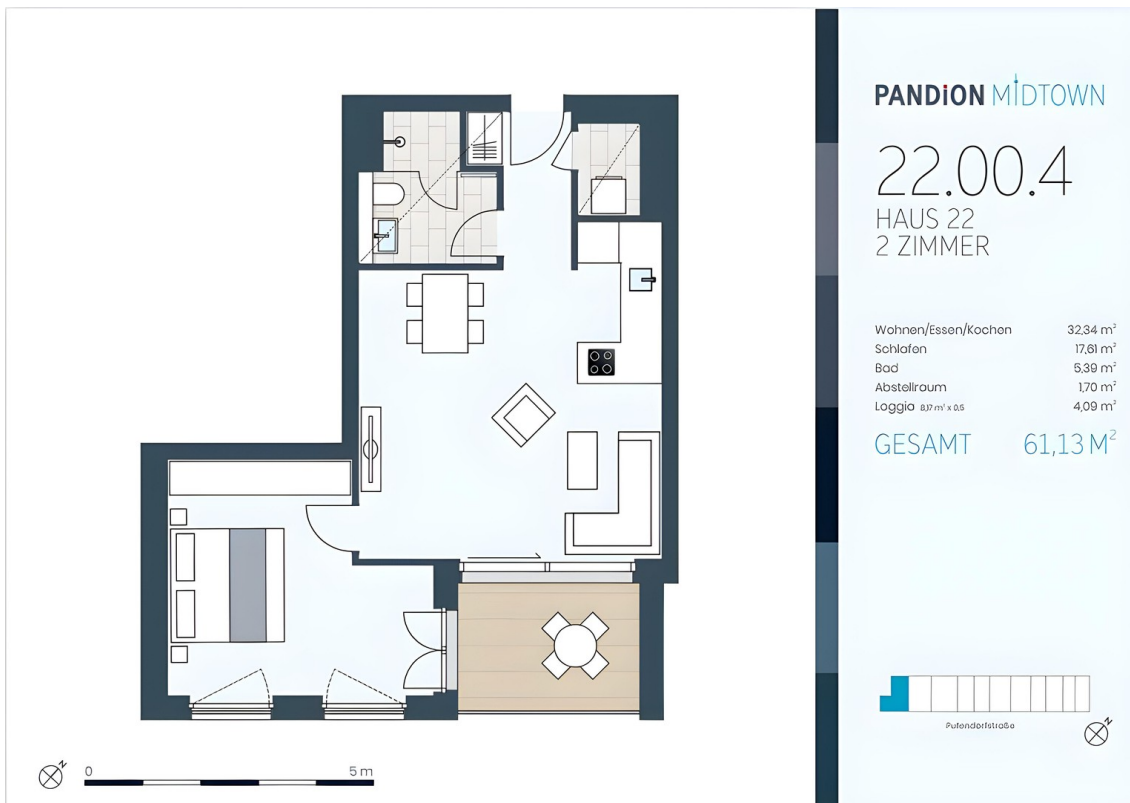 PANDION MIDTOWN
22.00.4
HAUS 22
2 ZIMMER
Wohnen/Essen/Kochen 32,34 m²
Schlafen 17,61 m²
Bad 5,39 m²
Abstellraum 1,70 m²
Loggia 8,17 m² x 0,5 4,09 m²
GESAMT 61,13 M²
Pufendorfstraße
N
N
0 5 m